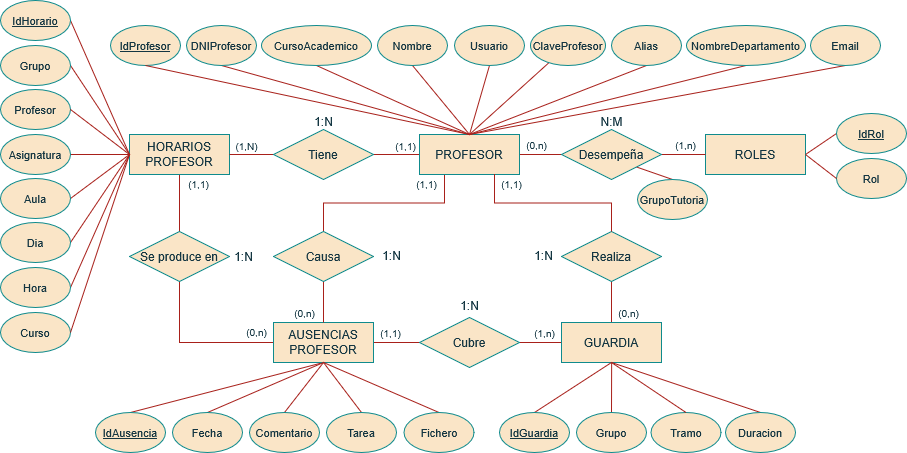 IdHorario
Grupo
Profesor
Asignatura
Aula
Dia
Hora
Curso
IdProfesor
DNIProfesor
CursoAcademico
Nombre
Usuario
ClaveProfesor
Alias
NombreDepartamento
Email
HORARIOS
PROFESOR
(1,N)
1:N
Tiene
(1,1)
PROFESOR
(0,n)
N:M
Desempeña
(1,n)
ROLES
IdRol
Rol
GrupoTutoria
(1,1)
(1,1)
(1,1)
Se produce en
1:N
Causa
1:N
1:N
Realiza
(0,n)
(0,n)
(0,n)
AUSENCIAS
PROFESOR
(1,1)
1:N
Cubre
(1,n)
GUARDIA
IdAusencia
Fecha
Comentario
Tarea
Fichero
IdGuardia
Grupo
Tramo
Duracion